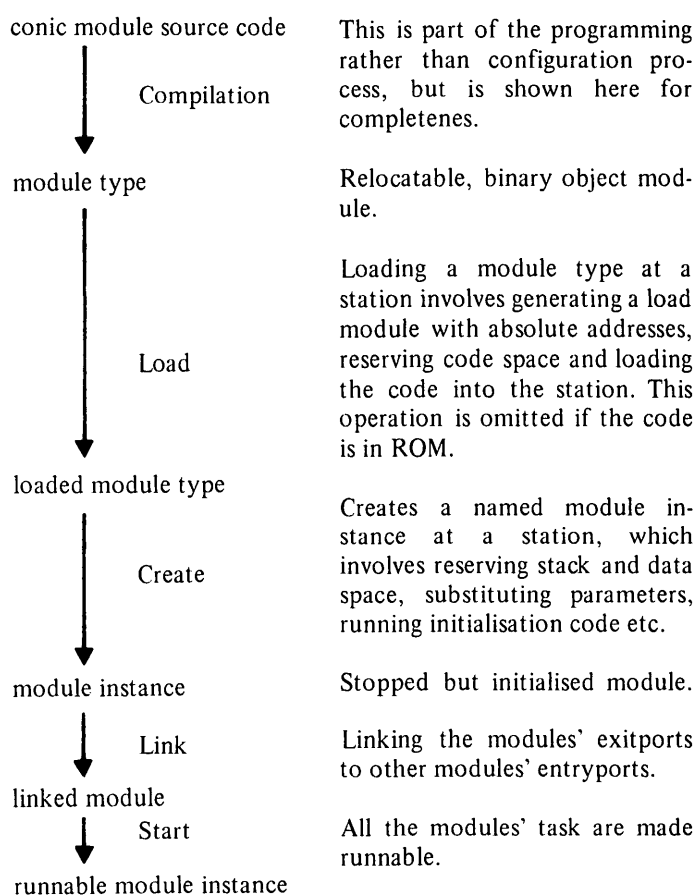 conic module source code
This is part of the programming
rather than configuration pro-
cess, but is shown here for
completenes.
Compilation
module type
Relocatable, binary object mod-
ule.
Loading a module type at a
station involves generating a load
module with absolute addresses,
reserving code space and loading
the code into the station. This
operation is omitted if the code
is in ROM.
Load
loaded module type
Creates a named module in-
stance at a station, which
involves reserving stack and data
space, substituting parameters,
running initialisation code etc.
Create
module instance
Stopped but initialised module.
Link
Linking the modules' exitports
to other modules' entryports.
linked module
Start
All the modules' task are made
runnable.
runnable module instance